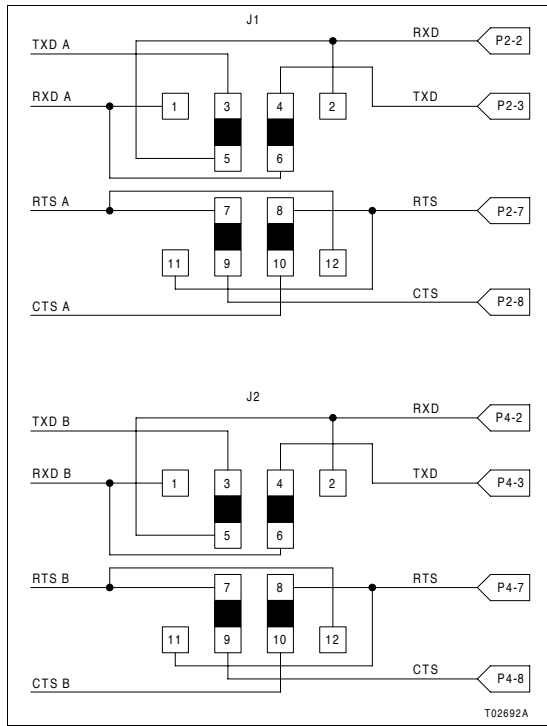 J1
TXD A RXD P2-2
RXD A 1 3 4 2 TXD P2-3
5 6
RTS A 7 8 RTS P2-7
11 9 10 12
CTS A CTS P2-8
J2
TXD B RXD P4-2
RXD B 1 3 4 2 TXD P4-3
5 6
RTS B 7 8 RTS P4-7
11 9 10 12
CTS B CTS P4-8
T02692A